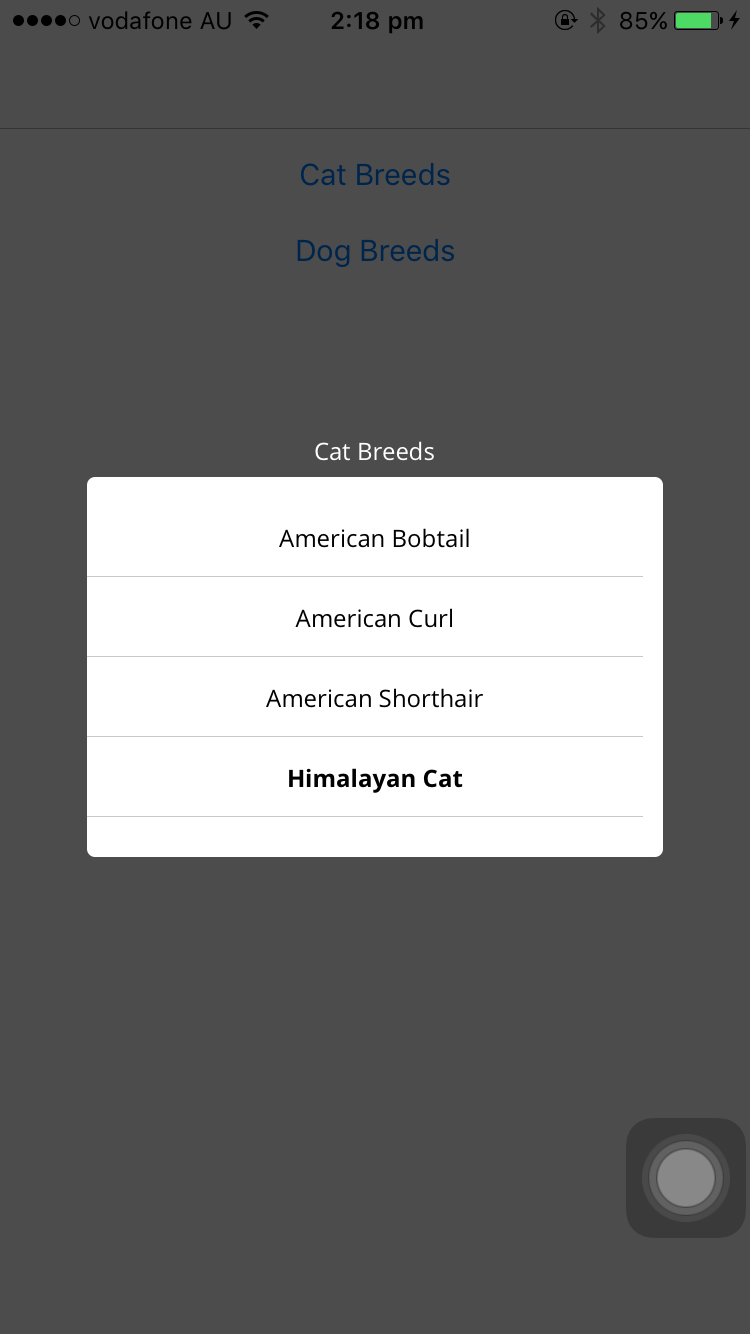 vodafone AU 2:18 pm 85%
Cat Breeds
Dog Breeds
Cat Breeds
American Bobtail
American Curl
American Shorthair
Himalayan Cat